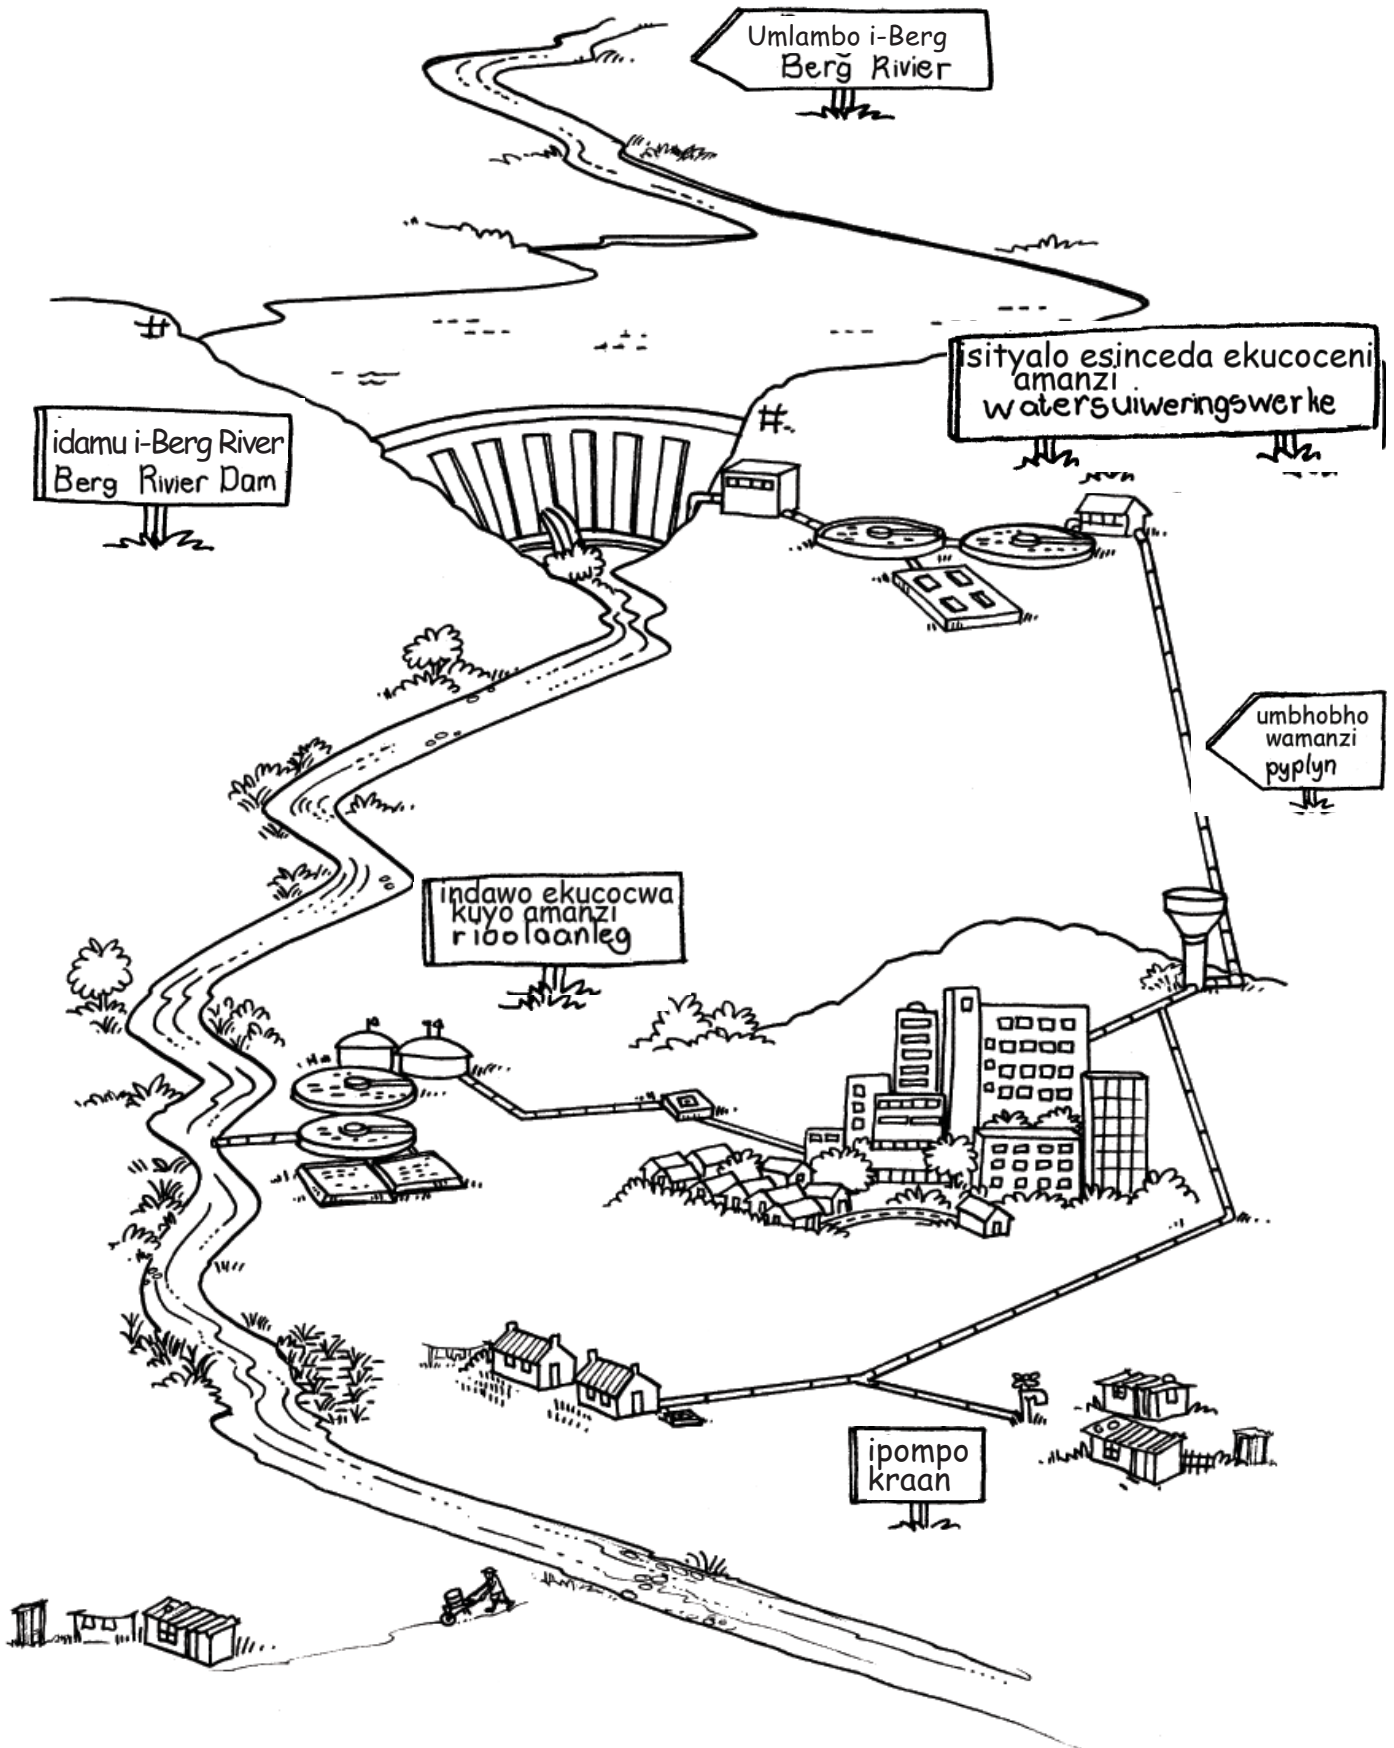 Umlambo i-Berg
Berg Rivier
isityalo esinceda ekucoceni
amanzi
watersuiweringswerke
idamu i-Berg River
Berg Rivier Dam
umbhobho
wamanzi
pyplyn
indawo ekucocwa
kuyo amanzi
rioolaanleg
ipompo
kraan